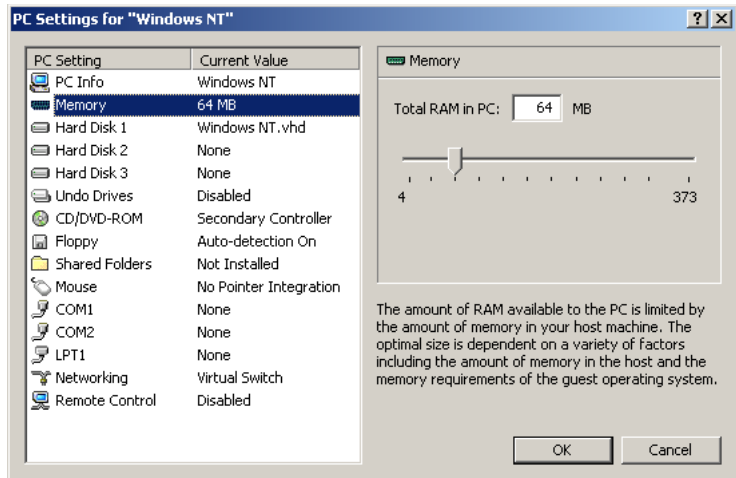 PC Settings for "Windows NT"
PC Setting Current Value
PC Info Windows NT
Memory 64 MB
Hard Disk 1 Windows NT.vhd
Hard Disk 2 None
Hard Disk 3 None
Undo Drives Disabled
CD/DVD-ROM Secondary Controller
Floppy Auto-detection On
Shared Folders Not Installed
Mouse No Pointer Integration
COM1 None
COM2 None
LPT1 None
Networking Virtual Switch
Remote Control Disabled
Memory
Total RAM in PC: 64 MB
4 373
The amount of RAM available to the PC is limited by
the amount of memory in your host machine. The
optimal size is dependent on a variety of factors
including the amount of memory in the host and the
memory requirements of the guest operating system.
OK Cancel